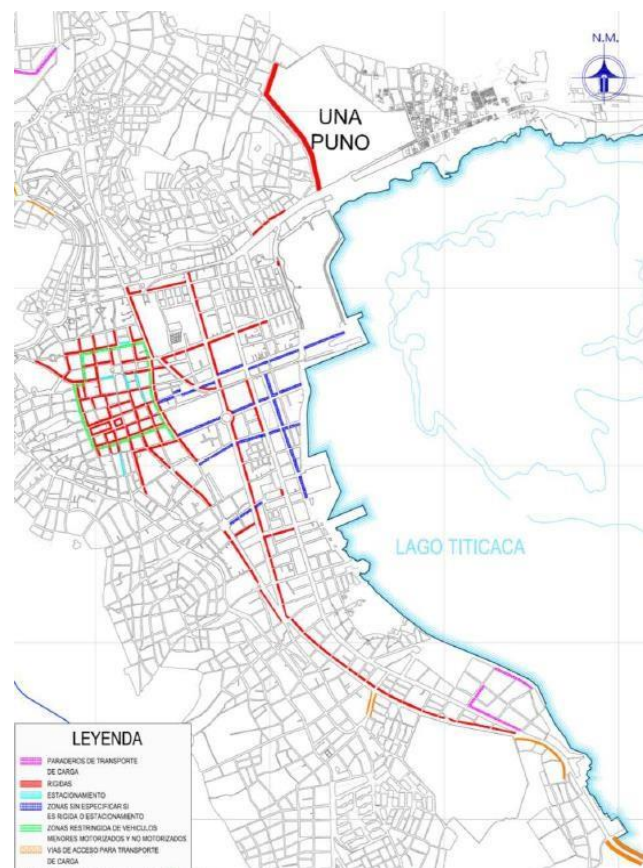 N.M.
UNA
PUNO
LAGO TITICACA
LEYENDA
PARADEROS DE TRANSPORTE
DE CARGA
RIGIDAS
ESTACIONAMIENTO
ZONAS SIN ESPECIFICAR SI
ES RIGIDA O ESTACIONAMIENTO
ZONAS RESTRINGIDA DE VEHICULOS
MENORES MOTORIZADOS Y NO MOTORIZADOS
VIAS DE ACCESO PARA TRANSPORTE
DE CARGA